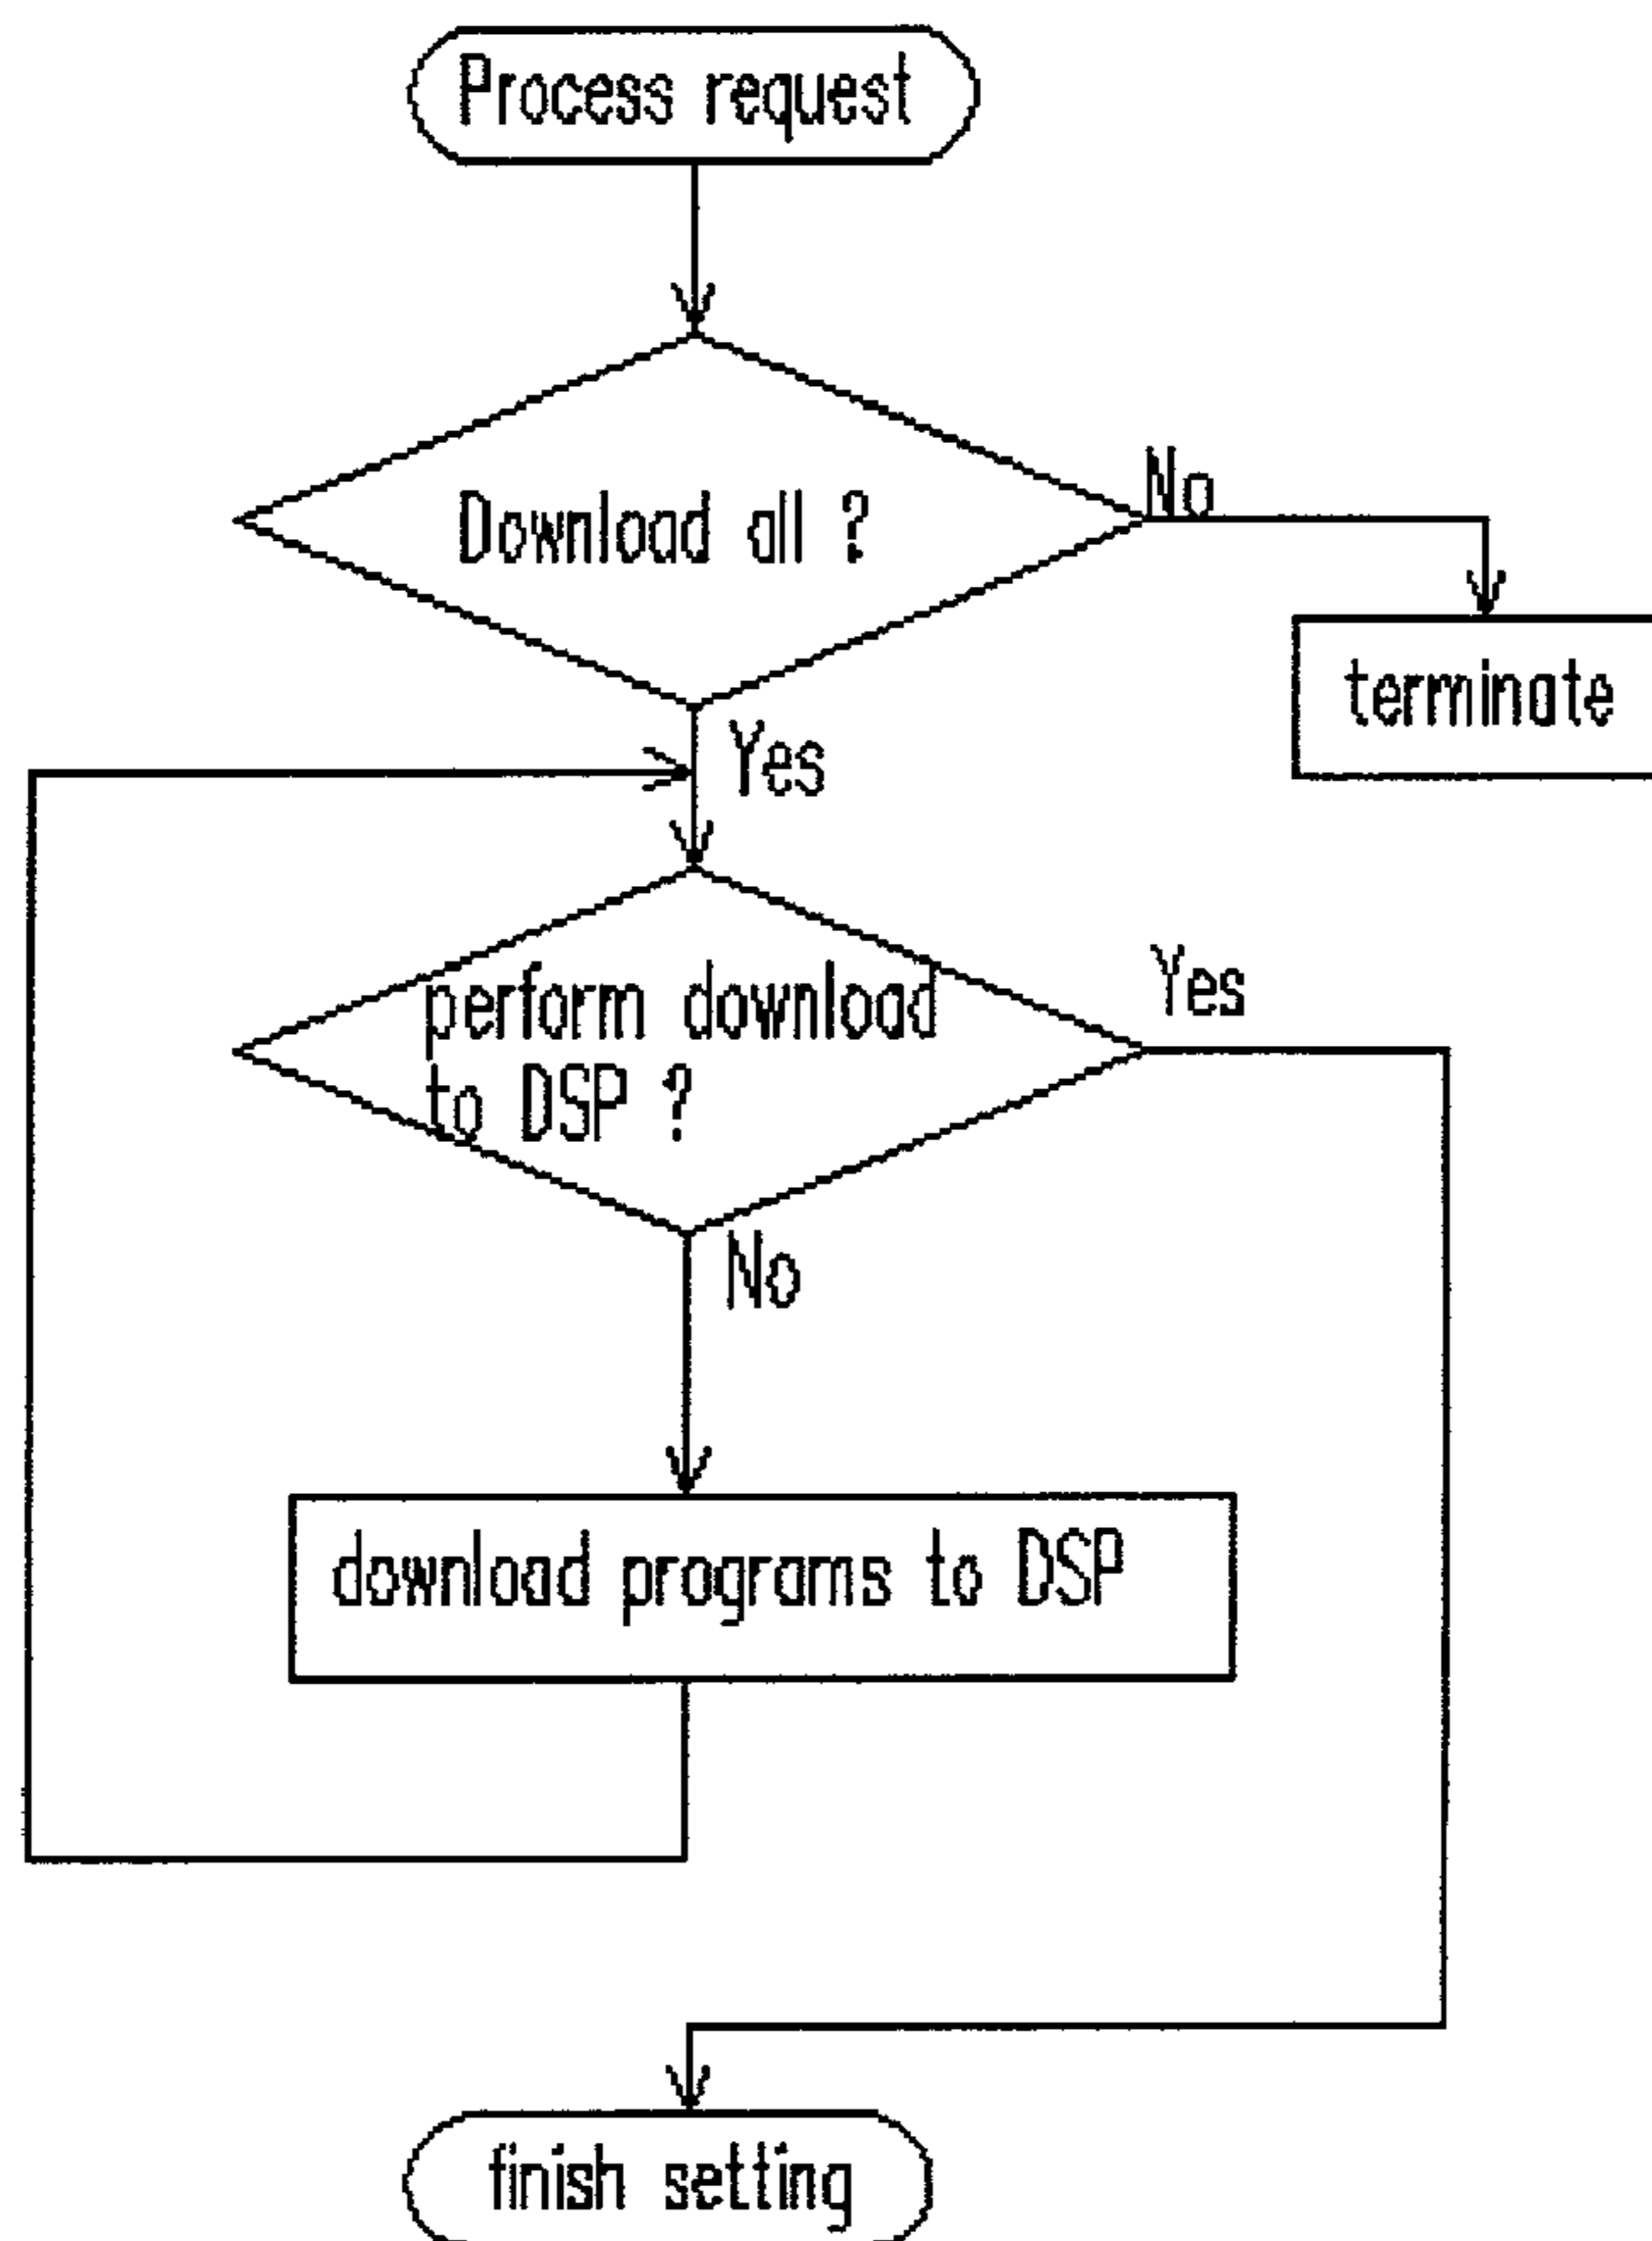 Process request
Download all ?
No
terminate
Yes
perform download
to DSP ?
Yes
No
download programs to DSP
finish setting